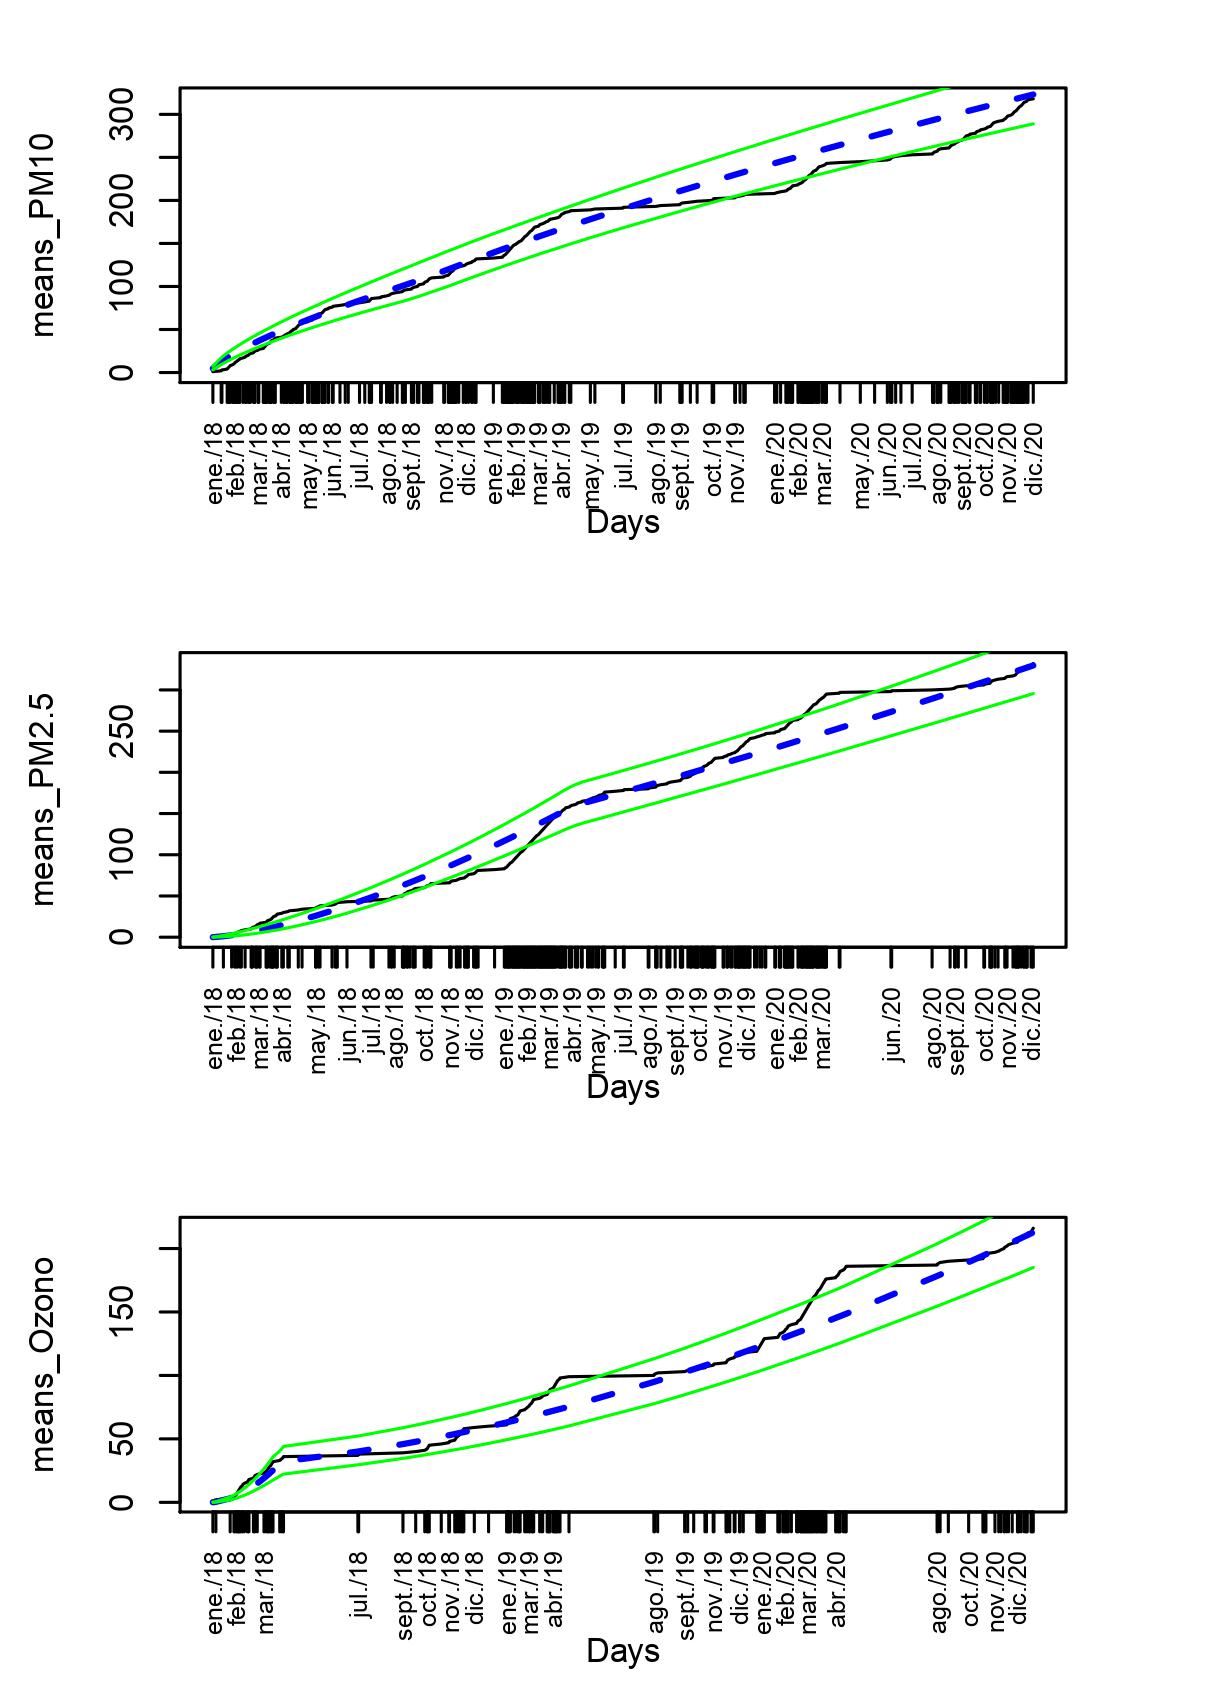 means_PM10
300
200
100
0
ene./18 feb./18 mar./18 abr./18 may./18 jun./18 jul./18 ago./18 sept./18 nov./18 dic./18 ene./19 feb./19 mar./19 abr./19 may./19 jul./19 ago./19 sept./19 oct./19 nov./19 ene./20 feb./20 mar./20 may./20 jun./20 jul./20 ago./20 sept./20 oct./20 nov./20 dic./20
Days
means_PM2.5
250
100
0
ene./18 feb./18 mar./18 abr./18 may./18 jun./18 jul./18 ago./18 oct./18 nov./18 dic./18 ene./19 feb./19 mar./19 abr./19 may./19 jul./19 ago./19 sept./19 oct./19 nov./19 dic./19 ene./20 feb./20 mar./20 jun./20 ago./20 sept./20 oct./20 nov./20 dic./20
Days
means_Ozono
150
50
0
ene./18 feb./18 mar./18 jul./18 sept./18 oct./18 nov./18 dic./18 ene./19 mar./19 abr./19 ago./19 sept./19 nov./19 dic./19 ene./20 feb./20 mar./20 abr./20 ago./20 oct./20 nov./20 dic./20
Days